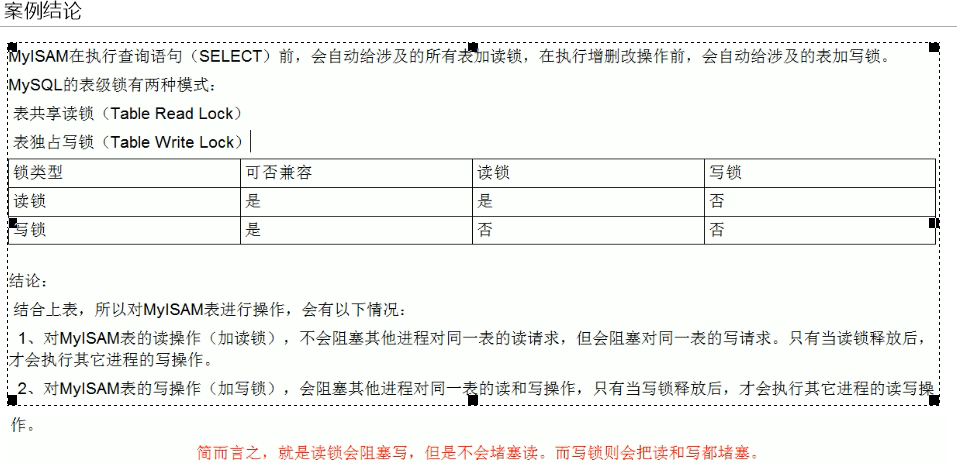 案例结论
MyISAM在执行查询语句（SELECT）前，会自动给涉及的所有表加读锁，在执行增删改操作前，会自动给涉及的表加写锁。
MySQL的表级锁有两种模式：
表共享读锁（Table Read Lock）
表独占写锁（Table Write Lock）
锁类型 可否兼容 读锁 写锁
读锁 是 是 否
写锁 是 否 否
结论：
结合上表，所以对MyISAM表进行操作，会有以下情况：
1、对MyISAM表的读操作（加读锁），不会阻塞其他进程对同一表的读请求，但会阻塞对同一表的写请求。只有当读锁释放后，
才会执行其它进程的写操作。
2、对MyISAM表的写操作（加写锁），会阻塞其他进程对同一表的读和写操作，只有当写锁释放后，才会执行其它进程的读写操
作。
简而言之，就是读锁会阻塞写，但是不会堵塞读。而写锁则会把读和写都堵塞。